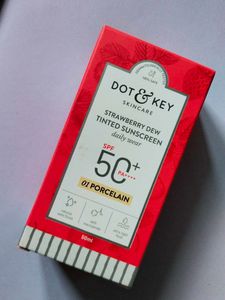 DOT & KEY
SKINCARE
STRAWBERRY DEW
TINTED SUNSCREEN
daily wear
SPF
50+
PA++++
01 PORCELAIN
50ml